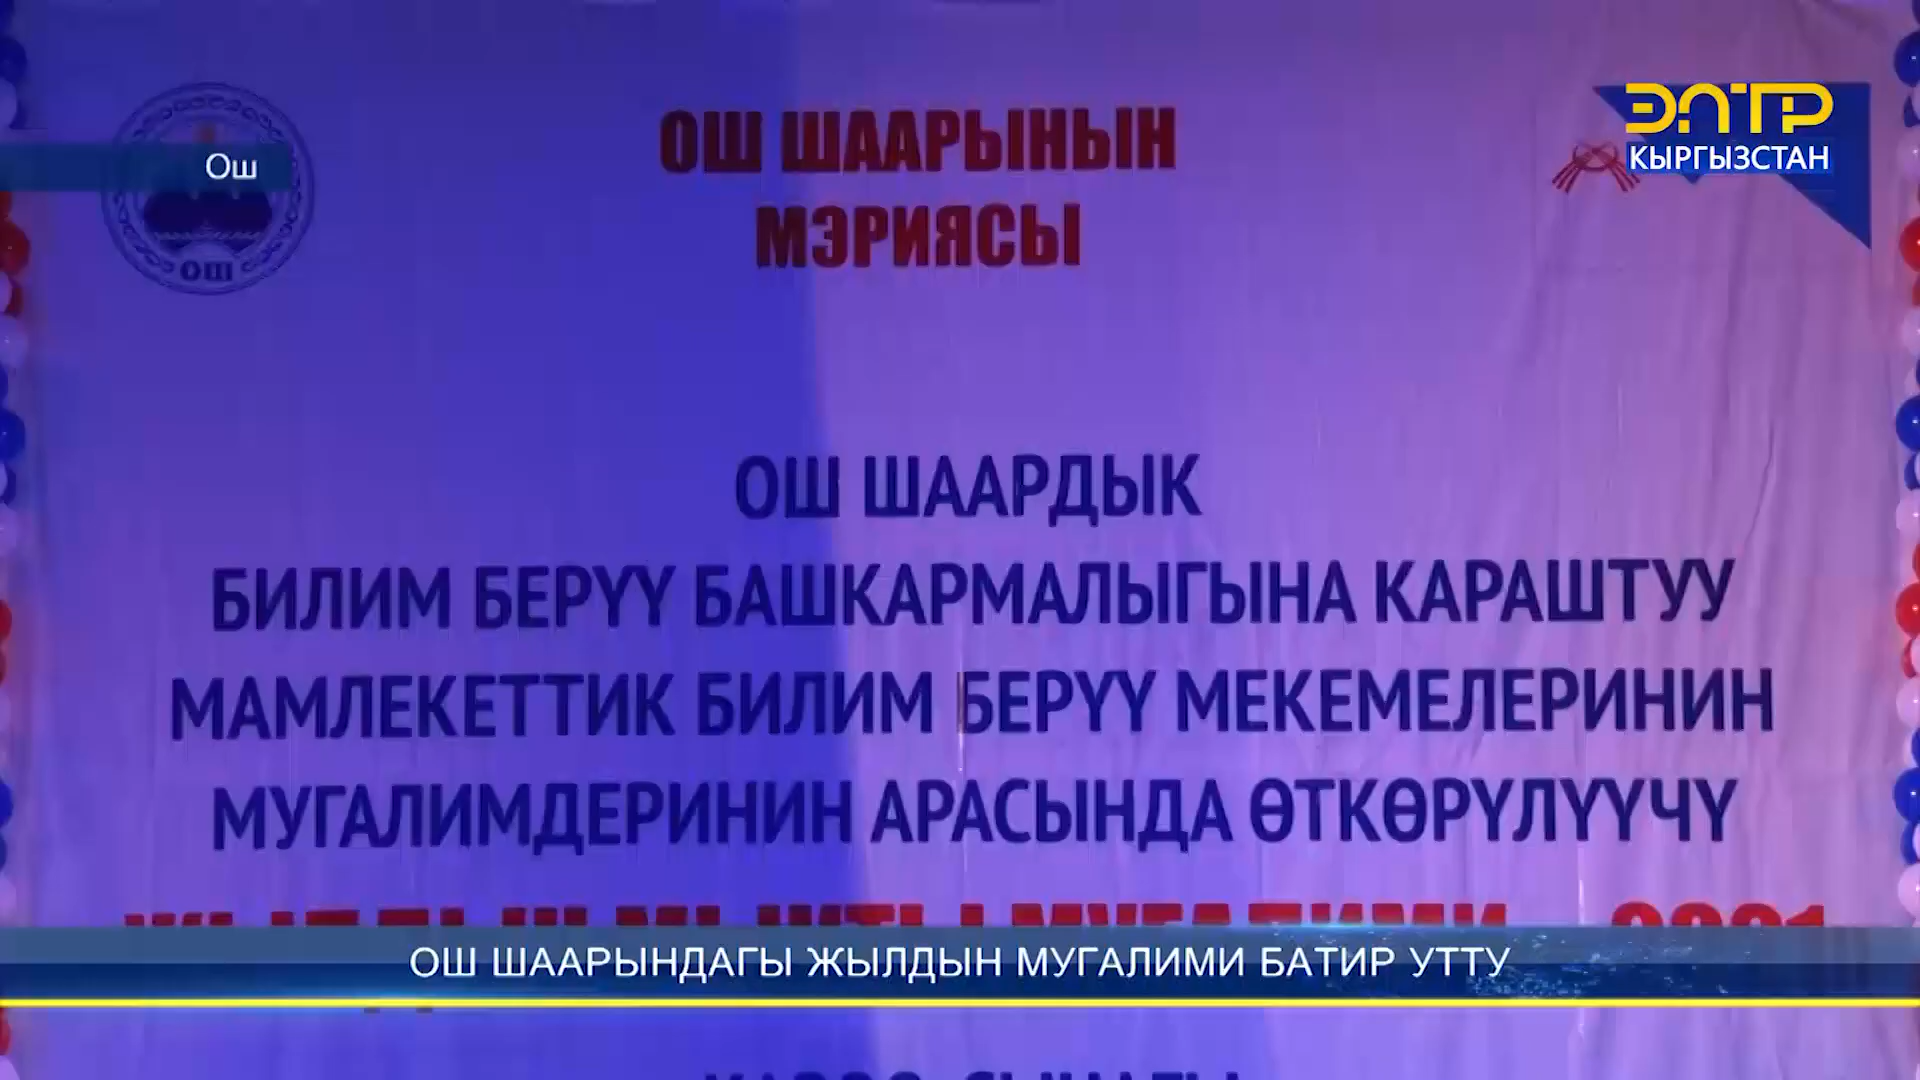 ЭЛТР
КЫРГЫЗСТАН
Ош
ОШ
ОШ ШААРЫНЫН
МЭРИЯСЫ
ОШ ШААРДЫК
БИЛИМ БЕРҮҮ БАШКАРМАЛЫГЫНА КАРАШТУУ
МАМЛЕКЕТТИК БИЛИМ БЕРҮҮ МЕКЕМЕЛЕРИНИН
МУГАЛИМДЕРИНИН АРАСЫНДА ӨТКӨРҮЛҮҮЧҮ
ОШ ШААРЫНДАГЫ ЖЫЛДЫН МУГАЛИМИ БАТИР УТТУ